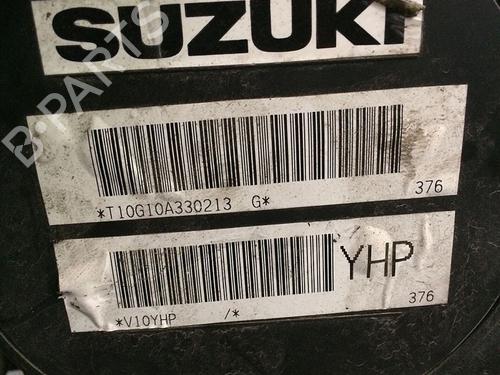 SUZUKI
*T10G10A330213 G*
376
YHP
*V10YHP /*
376
B-PARTS